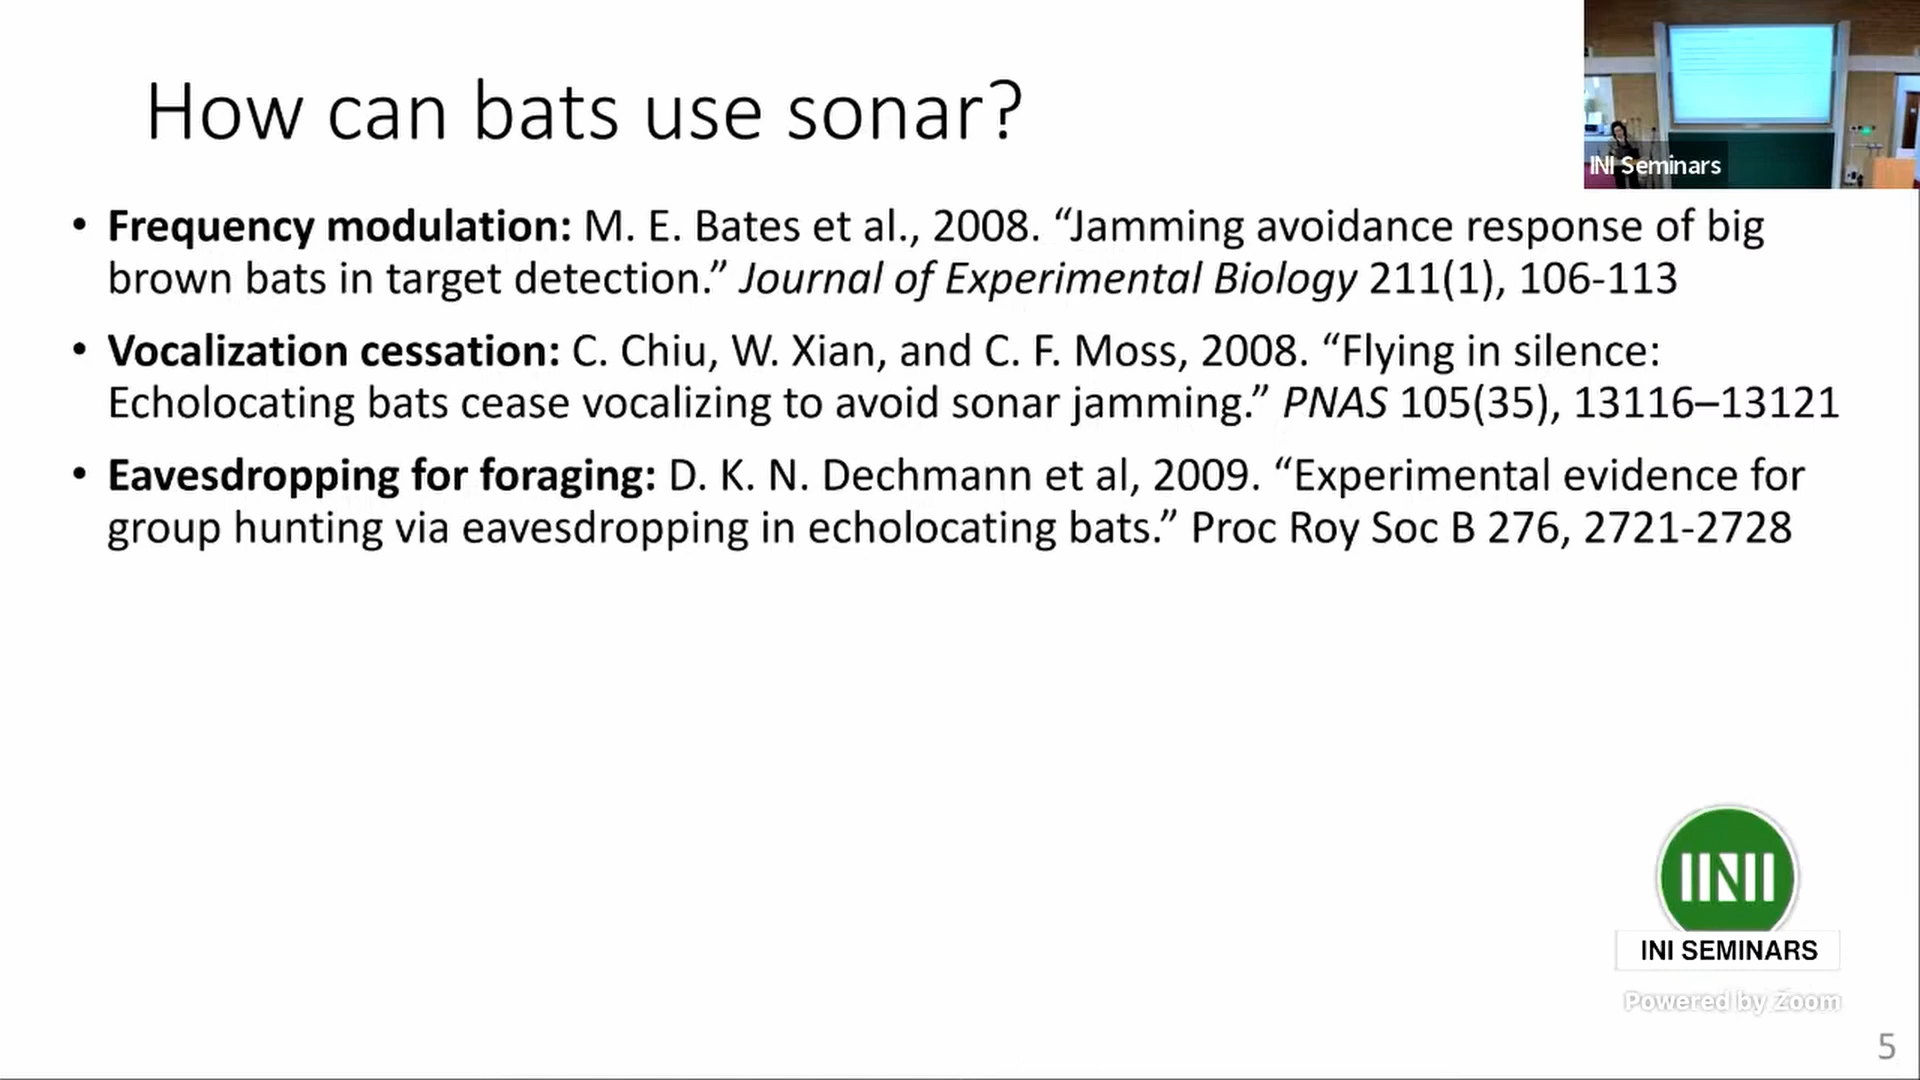 How can bats use sonar?
INI Seminars
• Frequency modulation: M. E. Bates et al., 2008. “Jamming avoidance response of big
brown bats in target detection.” Journal of Experimental Biology 211(1), 106-113
• Vocalization cessation: C. Chiu, W. Xian, and C. F. Moss, 2008. “Flying in silence:
Echolocating bats cease vocalizing to avoid sonar jamming.” PNAS 105(35), 13116–13121
• Eavesdropping for foraging: D. K. N. Dechmann et al, 2009. “Experimental evidence for
group hunting via eavesdropping in echolocating bats.” Proc Roy Soc B 276, 2721-2728
INI
INI SEMINARS
Powered by Zoom
5